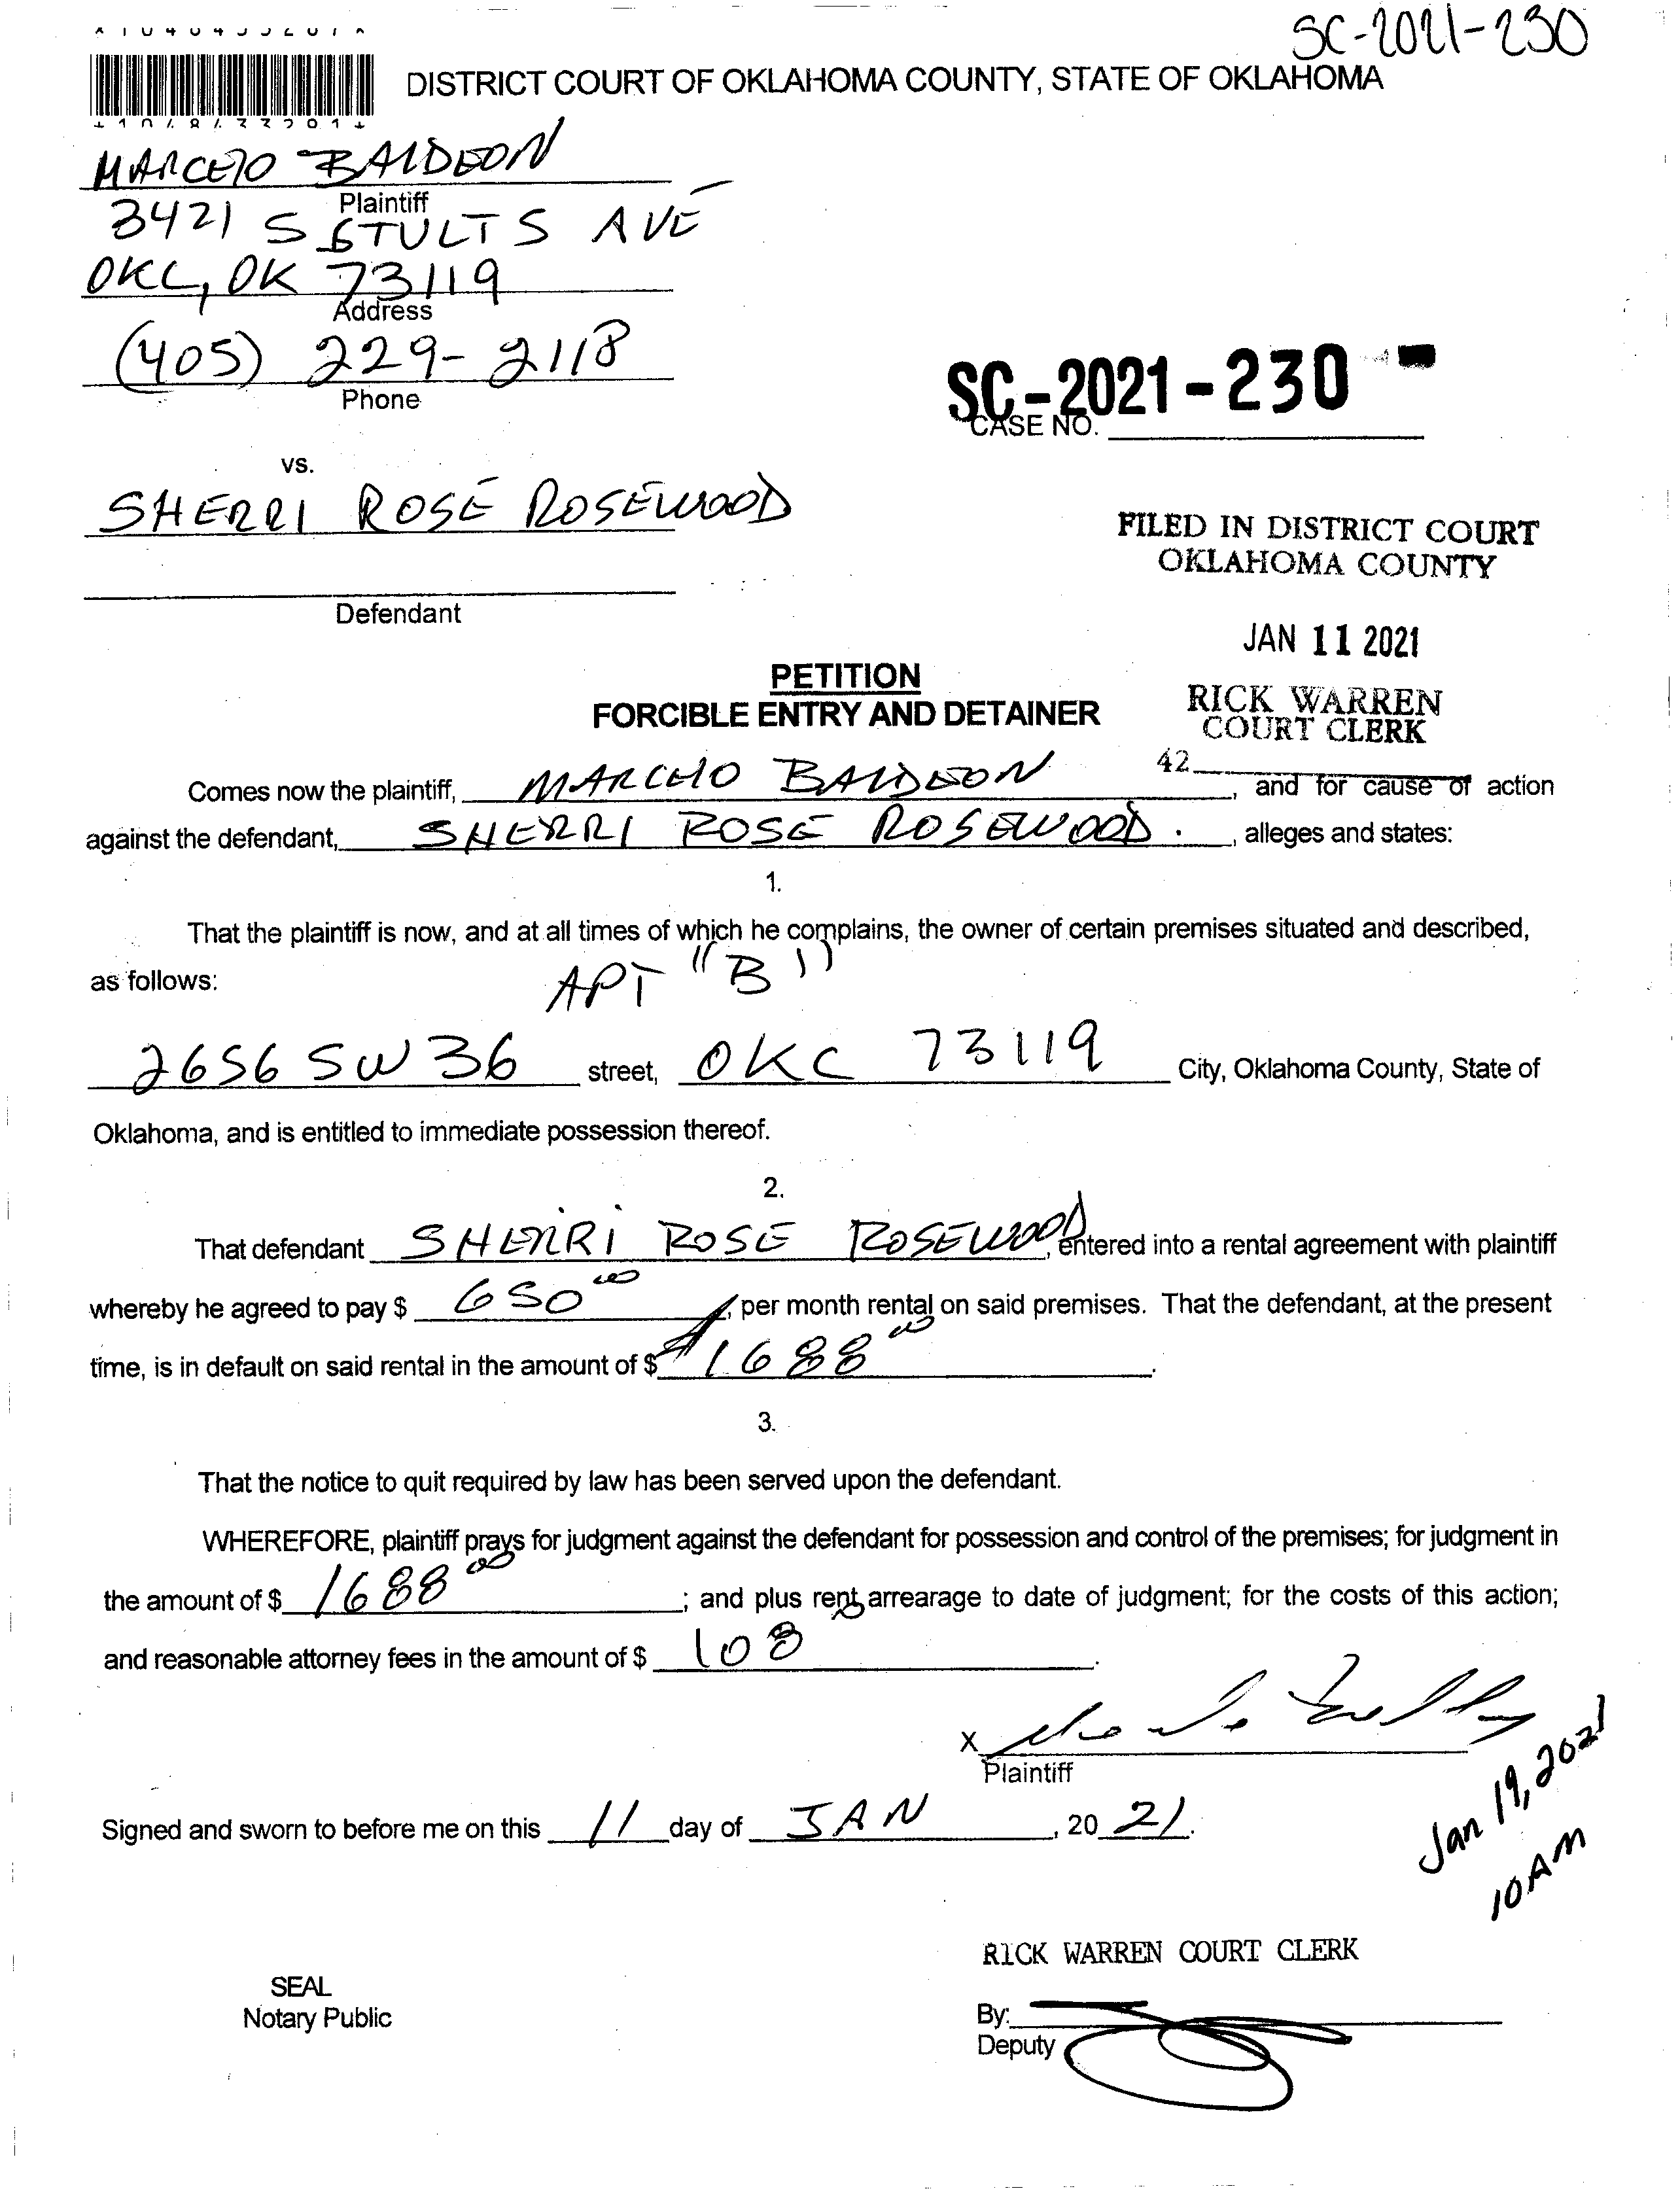 SC-2021-230
DISTRICT COURT OF OKLAHOMA COUNTY, STATE OF OKLAHOMA
MARCELO BALDEON
Plaintiff
3421 S STULTS AVE
OKC, OK 73119
Address
(405) 229-2118
Phone
SC-2021-230
CASE NO.
vs.
SHERRI ROSE ROSEWOOD
Defendant
FILED IN DISTRICT COURT
OKLAHOMA COUNTY
JAN 11 2021
RICK WARREN
COURT CLERK
42
PETITION
FORCIBLE ENTRY AND DETAINER
Comes now the plaintiff, MARCELO BALDEON, and for cause of action
against the defendant, SHERRI ROSE ROSEWOOD., alleges and states:
1.
That the plaintiff is now, and at all times of which he complains, the owner of certain premises situated and described,
as follows: APT "B"
2656 SW 36 street, OKC 73119 City, Oklahoma County, State of
Oklahoma, and is entitled to immediate possession thereof.
2.
That defendant SHERRI ROSE ROSEWOOD, entered into a rental agreement with plaintiff
whereby he agreed to pay $ 650 00, per month rental on said premises. That the defendant, at the present
time, is in default on said rental in the amount of $ 1688 00.
3.
That the notice to quit required by law has been served upon the defendant.
WHEREFORE, plaintiff prays for judgment against the defendant for possession and control of the premises; for judgment in
the amount of $ 1688 00; and plus rent arrearage to date of judgment; for the costs of this action;
and reasonable attorney fees in the amount of $ 108.
X
Plaintiff
Signed and sworn to before me on this 11 day of JAN, 20 21.
Jan 19, 2021
10AM
RICK WARREN COURT CLERK
SEAL
Notary Public
By:
Deputy